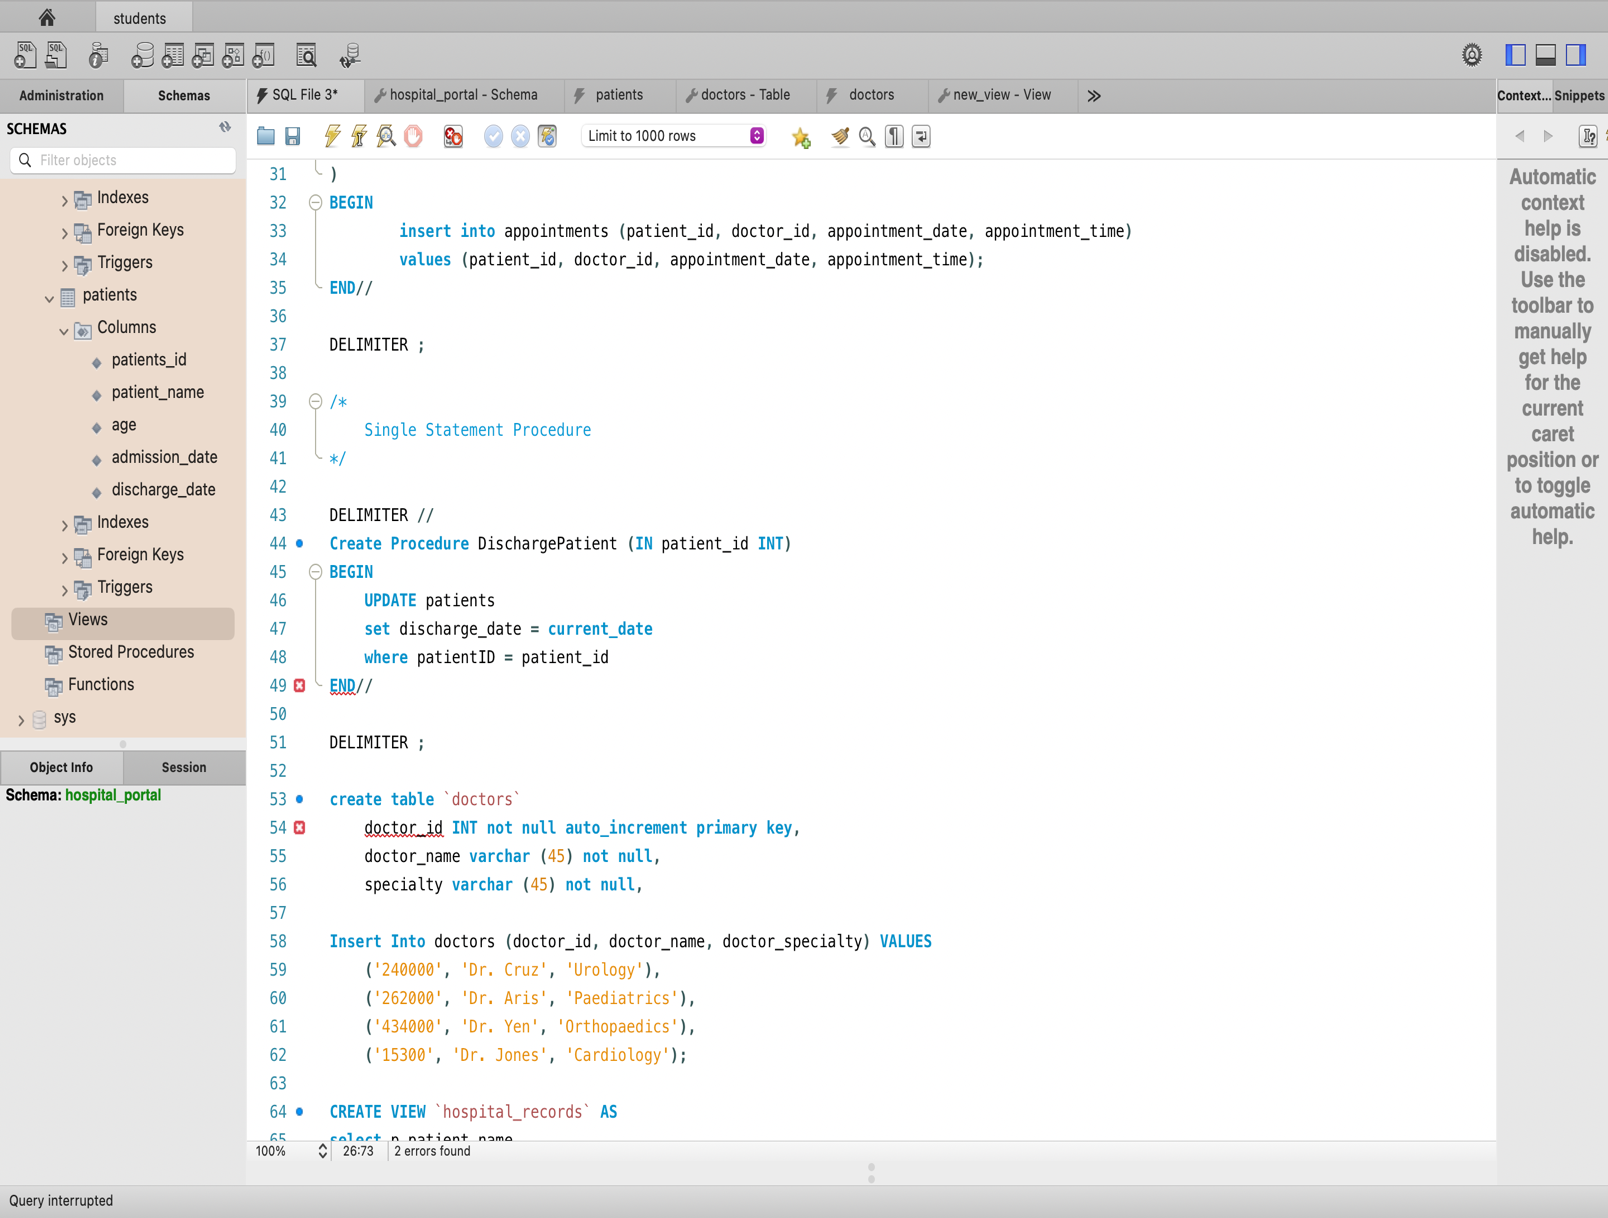 students
Administration Schemas SQL File 3* hospital_portal - Schema patients doctors - Table doctors new_view - View Context... Snippets
SCHEMAS
Filter objects
Limit to 1000 rows
Indexes
Foreign Keys
Triggers
patients
Columns
patients_id
patient_name
age
admission_date
discharge_date
Indexes
Foreign Keys
Triggers
Views
Stored Procedures
Functions
sys
Object Info Session
Schema: hospital_portal
31 )
32 BEGIN
33 insert into appointments (patient_id, doctor_id, appointment_date, appointment_time)
34 values (patient_id, doctor_id, appointment_date, appointment_time);
35 END//
36
37 DELIMITER ;
38
39 /*
40 Single Statement Procedure
41 */
42
43 DELIMITER //
44 Create Procedure DischargePatient (IN patient_id INT)
45 BEGIN
46 UPDATE patients
47 set discharge_date = current_date
48 where patientID = patient_id
49 END//
50
51 DELIMITER ;
52
53 create table `doctors`
54 doctor_id INT not null auto_increment primary key,
55 doctor_name varchar (45) not null,
56 specialty varchar (45) not null,
57
58 Insert Into doctors (doctor_id, doctor_name, doctor_specialty) VALUES
59 ('240000', 'Dr. Cruz', 'Urology'),
60 ('262000', 'Dr. Aris', 'Paediatrics'),
61 ('434000', 'Dr. Yen', 'Orthopaedics'),
62 ('15300', 'Dr. Jones', 'Cardiology');
63
64 CREATE VIEW `hospital_records` AS
65 select p.patient_name
100% 26:73 2 errors found
Automatic
context
help is
disabled.
Use the
toolbar to
manually
get help
for the
current
caret
position or
to toggle
automatic
help.
Query interrupted